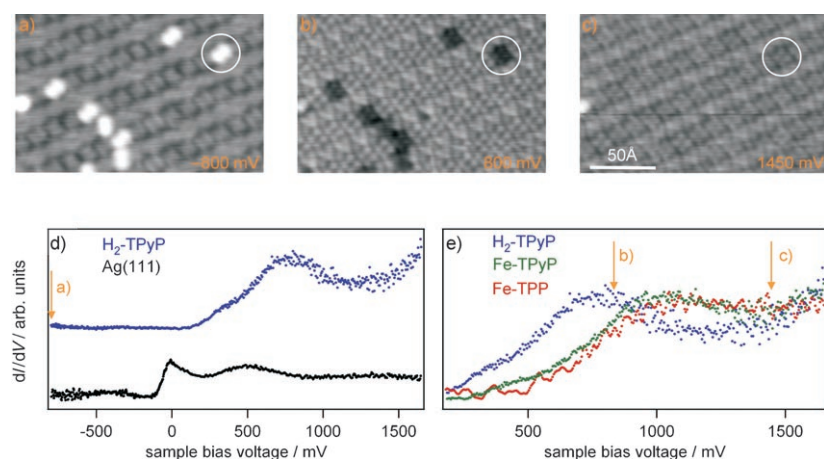 a)
b)
c)
-800 mV
800 mV
50Å
1450 mV
d)
H2-TPyP
Ag(111)
a)
dI/dV / arb. units
-500
0
500
1000
1500
sample bias voltage / mV
e)
H2-TPyP
Fe-TPyP
Fe-TPP
b)
c)
500
1000
1500
sample bias voltage / mV